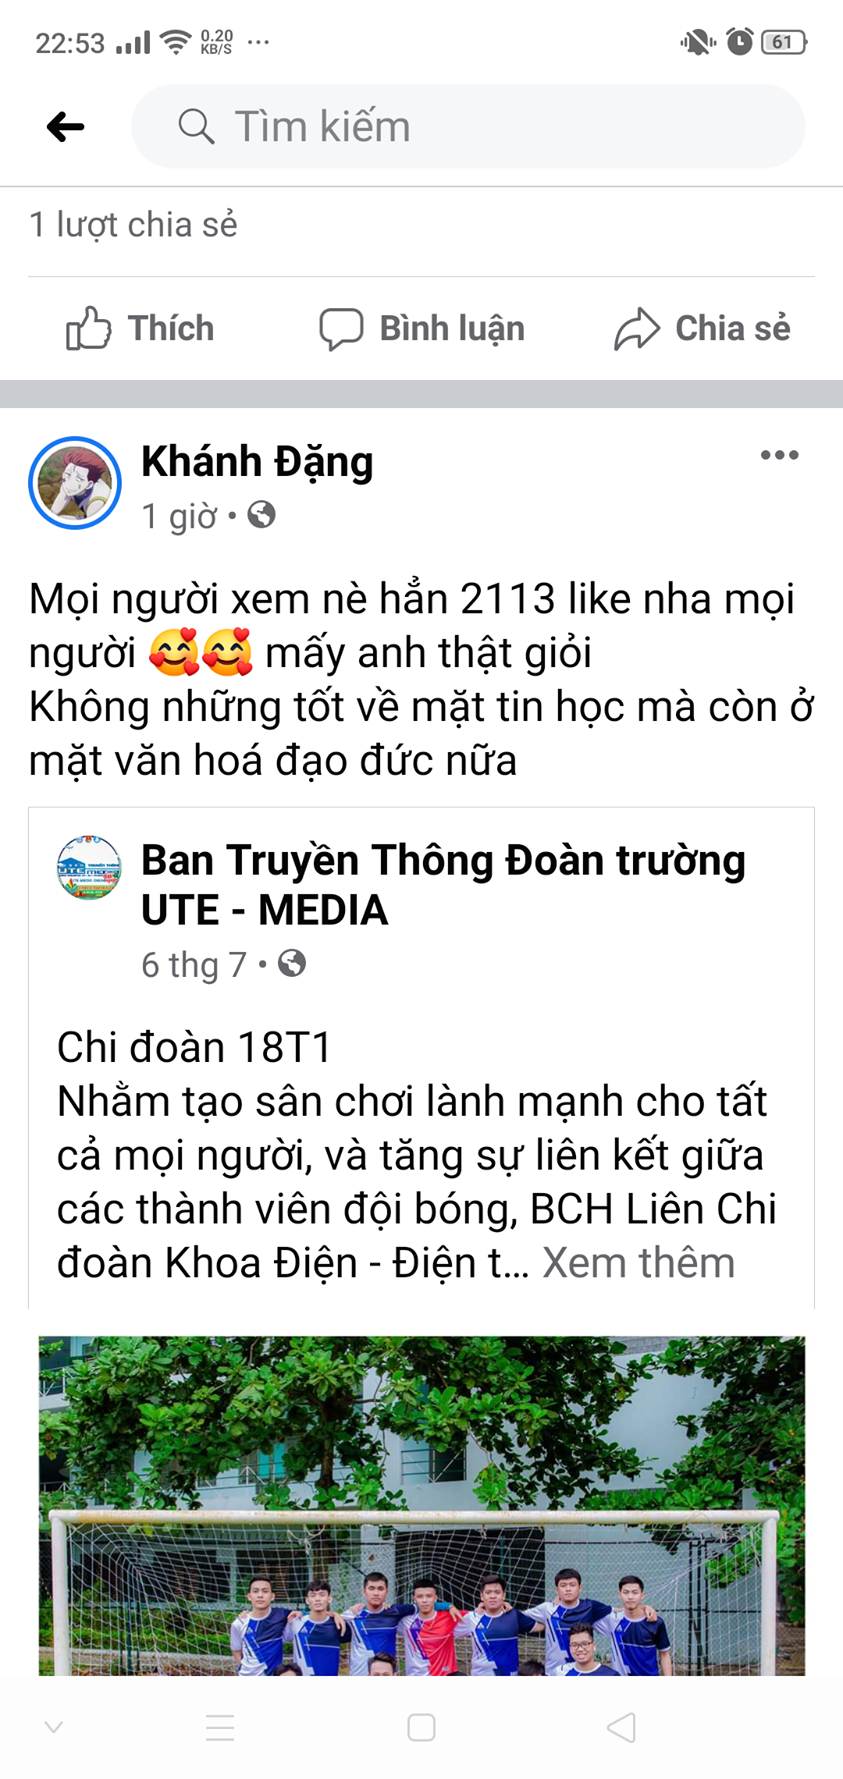 22:53 0.20 KB/S ... 61
Tìm kiếm
1 lượt chia sẻ
Thích Bình luận Chia sẻ
Khánh Đặng
1 giờ •
Mọi người xem nè hẳn 2113 like nha mọi
người 🥰🥰 mấy anh thật giỏi
Không những tốt về mặt tin học mà còn ở
mặt văn hoá đạo đức nữa
Ban Truyền Thông Đoàn trường
UTE - MEDIA
6 thg 7 •
Chi đoàn 18T1
Nhằm tạo sân chơi lành mạnh cho tất
cả mọi người, và tăng sự liên kết giữa
các thành viên đội bóng, BCH Liên Chi
đoàn Khoa Điện - Điện t... Xem thêm